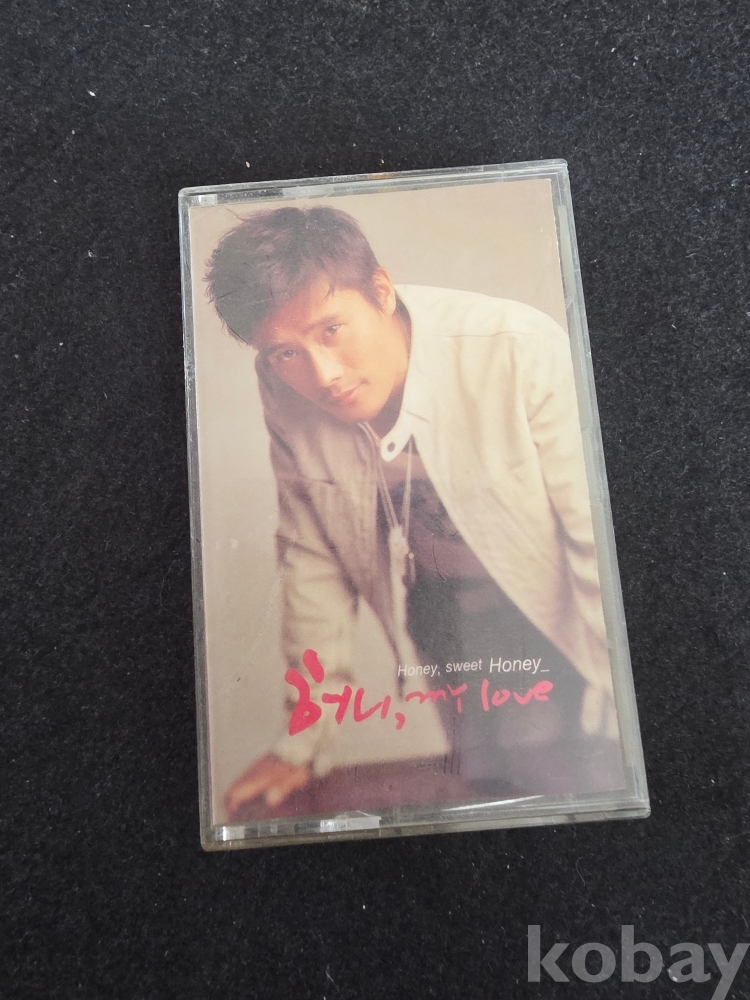 Honey, sweet Honey_
허니, my love
kobay